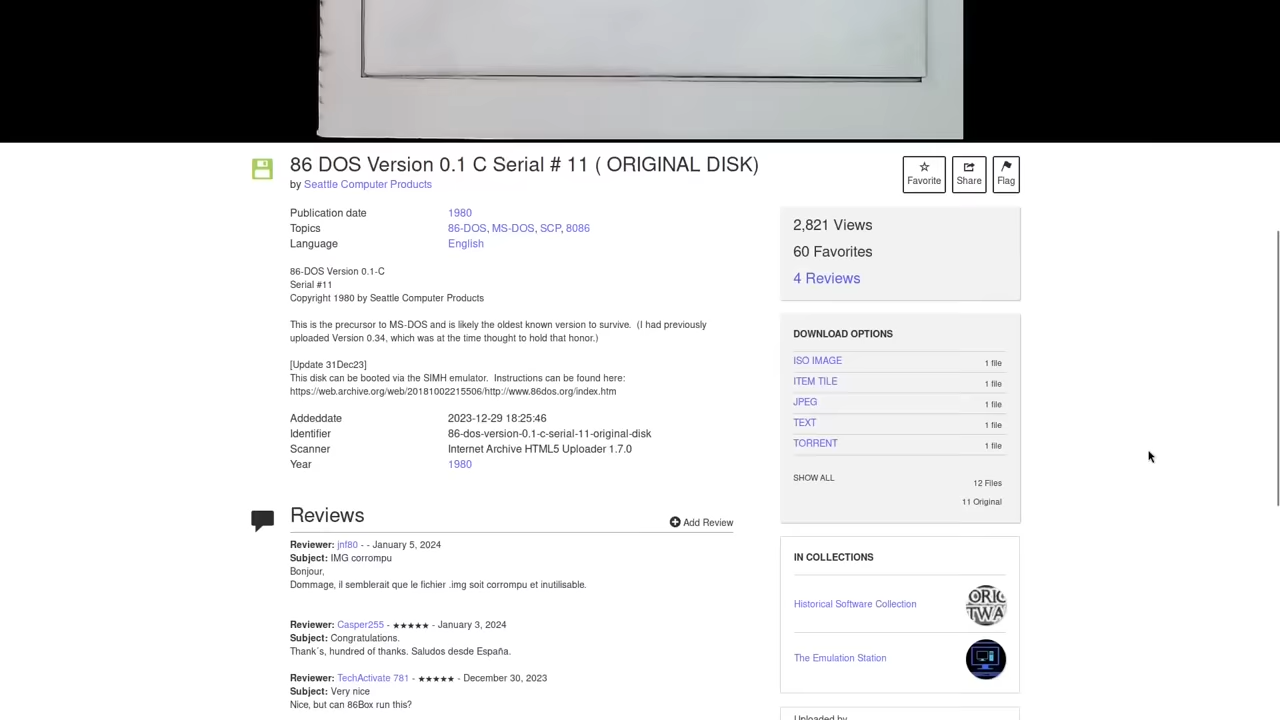 86 DOS Version 0.1 C Serial # 11 ( ORIGINAL DISK)
by Seattle Computer Products
Favorite
Share
Flag
Publication date 1980
Topics 86-DOS, MS-DOS, SCP, 8086
Language English
86-DOS Version 0.1-C
Serial #11
Copyright 1980 by Seattle Computer Products
This is the precursor to MS-DOS and is likely the oldest known version to survive.  (I had previously
uploaded Version 0.34, which was at the time thought to hold that honor.)
[Update 31Dec23]
This disk can be booted via the SIMH emulator.  Instructions can be found here:
https://web.archive.org/web/20181002215506/http://www.86dos.org/index.htm
Addeddate 2023-12-29 18:25:46
Identifier 86-dos-version-0.1-c-serial-11-original-disk
Scanner Internet Archive HTML5 Uploader 1.7.0
Year 1980
Reviews
Add Review
Reviewer: jnf80 - - January 5, 2024
Subject: IMG corrompu
Bonjour,
Dommage, il semblerait que le fichier .img soit corrompu et inutilisable.
Reviewer: Casper255 - ★★★★★ - January 3, 2024
Subject: Congratulations.
Thank´s, hundred of thanks. Saludos desde España.
Reviewer: TechActivate 781 - ★★★★★ - December 30, 2023
Subject: Very nice
Nice, but can 86Box run this?
2,821 Views
60 Favorites
4 Reviews
DOWNLOAD OPTIONS
ISO IMAGE 1 file
ITEM TILE 1 file
JPEG 1 file
TEXT 1 file
TORRENT 1 file
SHOW ALL 12 Files
11 Original
IN COLLECTIONS
Historical Software Collection
ORIG
TWA
The Emulation Station
Uploaded by